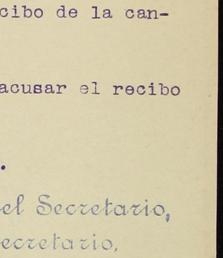 cibo de la can-
acusar el recibo
.
el Secretario,
ecretario,